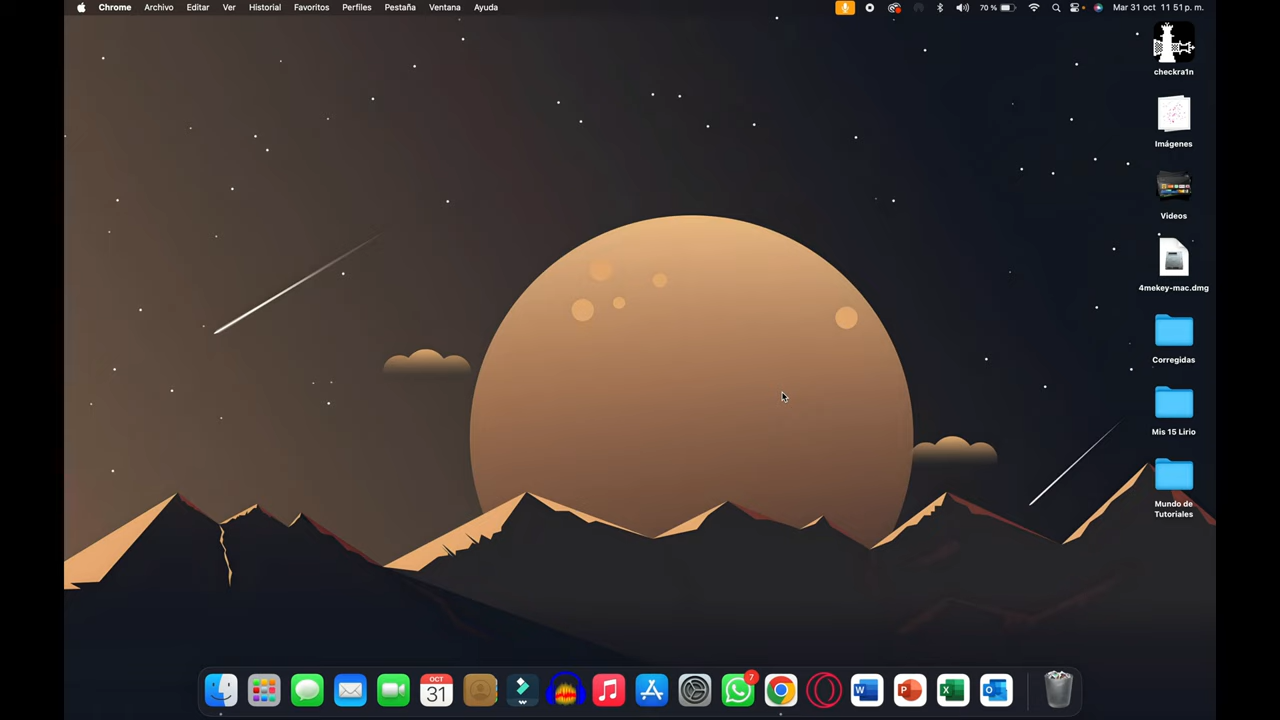 Chrome Archivo Editar Ver Historial Favoritos Perfiles Pestaña Ventana Ayuda 70 % Mar 31 oct 11 51 p. m.
checkra1n
Imágenes
Videos
4mekey-mac.dmg
Corregidas
Mis 15 Lirio
Mundo de
Tutoriales
OCT
31
7
W
P
X
O